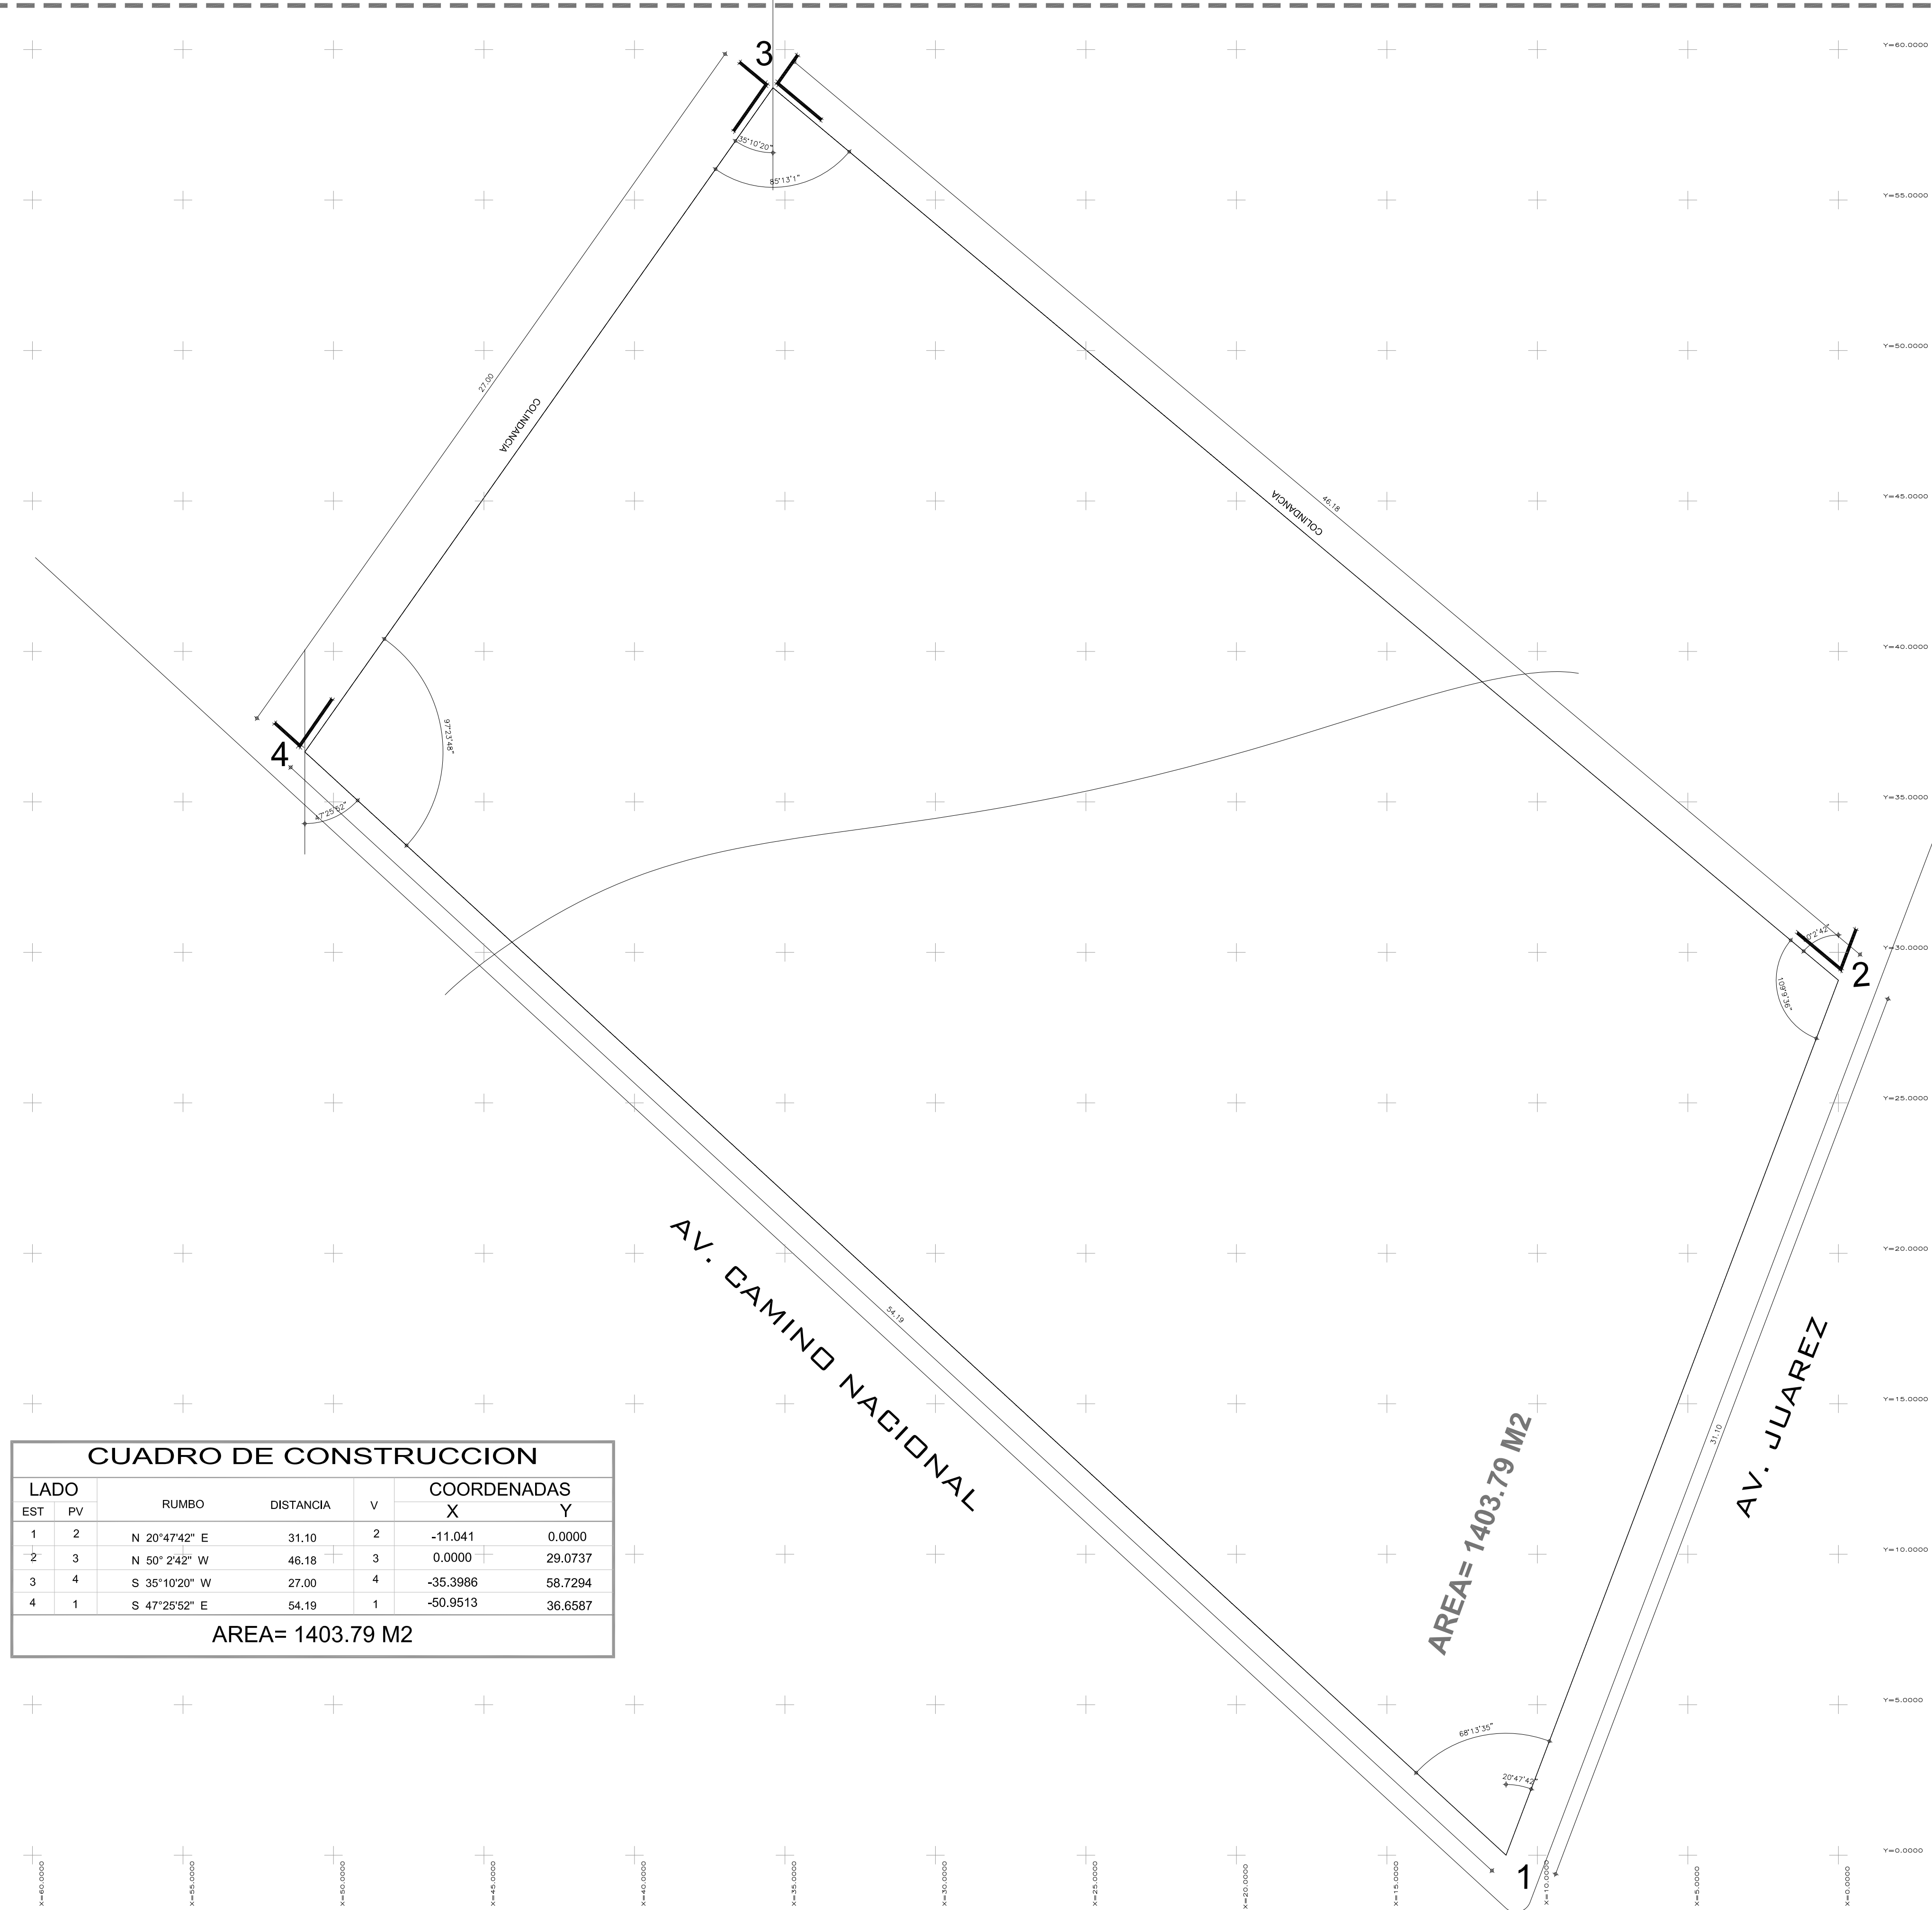 Y=60.0000
3
35°10'20"
85°13'1"
Y=55.0000
27.00
Y=50.0000
COLINDANCIA
46.18
COLINDANCIA
Y=45.0000
Y=40.0000
97°23'48"
4
47°25'52"
Y=35.0000
Y=30.0000
2
109°9'36"
Y=25.0000
Y=20.0000
AV. CAMINO NACIONAL
54.19
AV. JUAREZ
31.10
Y=15.0000
AREA= 1403.79 M2
CUADRO DE CONSTRUCCION
LADO RUMBO DISTANCIA V COORDENADAS
EST PV X Y
1 2 N 20°47'42" E 31.10 2 -11.041 0.0000
2 3 N 50° 2'42" W 46.18 3 0.0000 29.0737
3 4 S 35°10'20" W 27.00 4 -35.3986 58.7294
4 1 S 47°25'52" E 54.19 1 -50.9513 36.6587
AREA= 1403.79 M2
Y=10.0000
Y=5.0000
68°13'35"
20°47'42"
Y=0.0000
1
X=60.0000
X=55.0000
X=50.0000
X=45.0000
X=40.0000
X=35.0000
X=30.0000
X=25.0000
X=20.0000
X=15.0000
X=10.0000
X=5.0000
X=0.0000